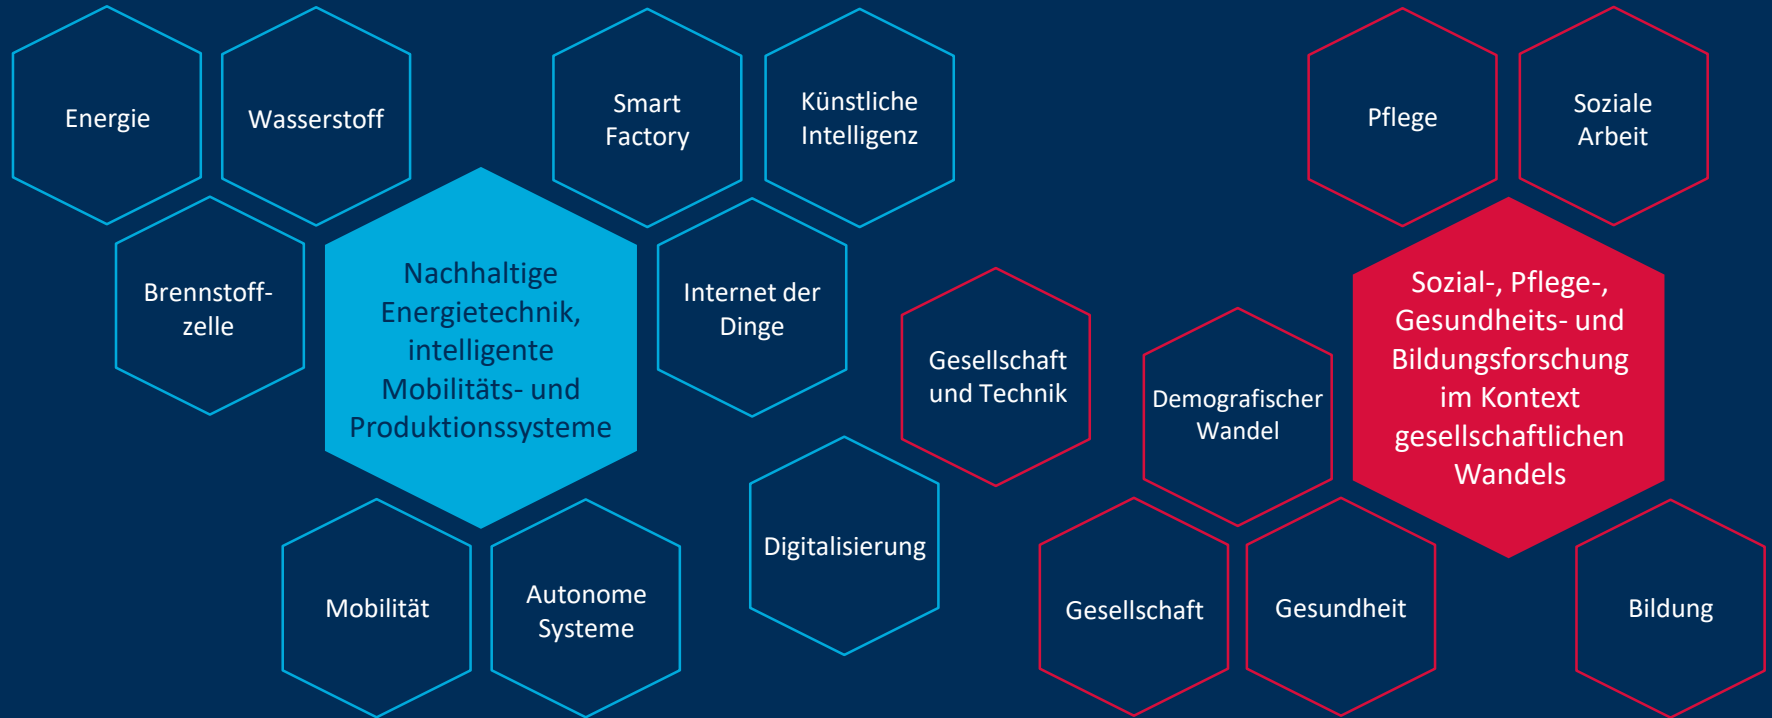 Energie
Wasserstoff
Smart
Factory
Künstliche
Intelligenz
Pflege
Soziale
Arbeit
Brennstoff-
zelle
Nachhaltige
Energietechnik,
intelligente
Mobilitäts- und
Produktionssysteme
Internet der
Dinge
Gesellschaft
und Technik
Demografischer
Wandel
Sozial-, Pflege-,
Gesundheits- und
Bildungsforschung
im Kontext
gesellschaftlichen
Wandels
Mobilität
Autonome
Systeme
Digitalisierung
Gesellschaft
Gesundheit
Bildung